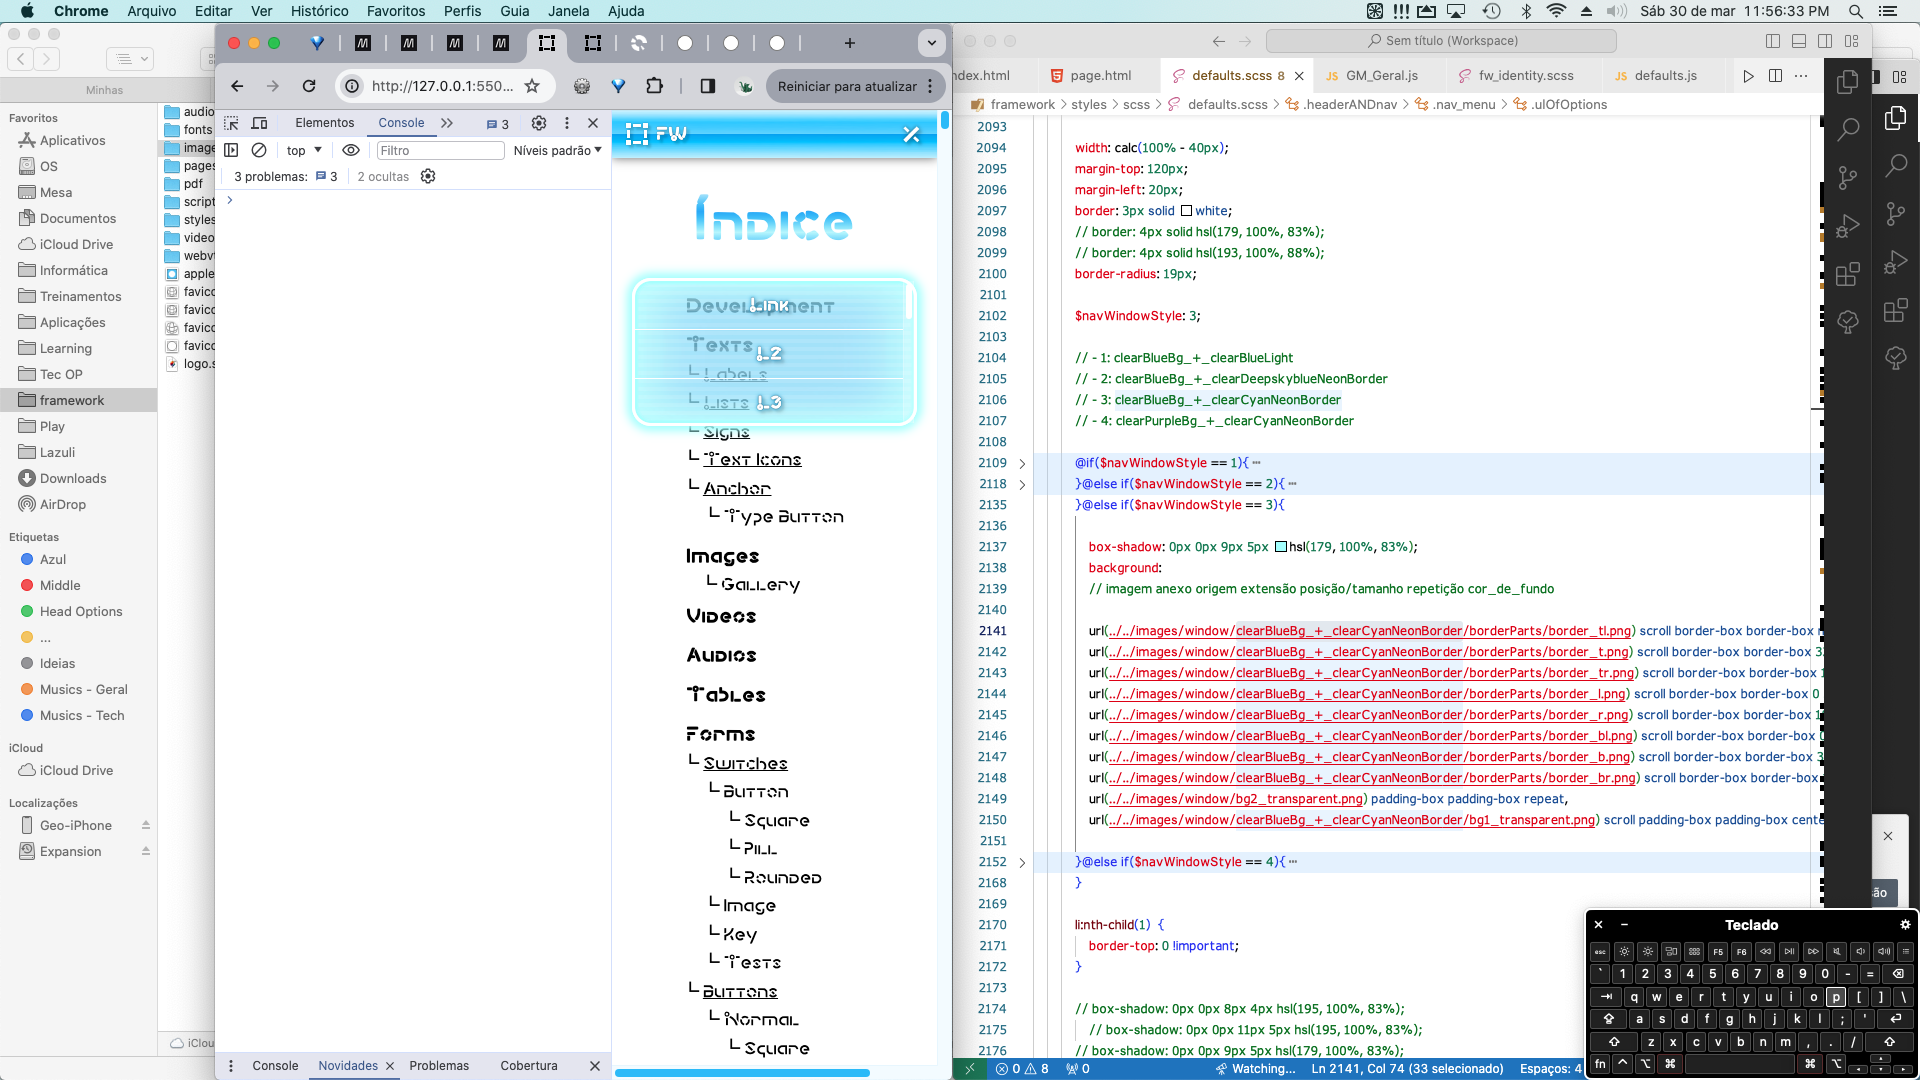 Chrome Arquivo Editar Ver Histórico Favoritos Perfis Guia Janela Ajuda
Sáb 30 de mar 11:56:33 PM
Minhas
Favoritos
Aplicativos
OS
Mesa
Documentos
iCloud Drive
Informática
Treinamentos
Aplicações
Learning
Tec OP
framework
Play
Lazuli
Downloads
AirDrop
Etiquetas
Azul
Middle
Head Options
...
Ideias
Musics - Geral
Musics - Tech
iCloud
iCloud Drive
Localizações
Geo-iPhone
Expansion
audio
fonts
image
pages
pdf
script
styles
video
webvt
apple
favico
favico
favico
favico
logo.s
iClou
http://127.0.0.1:550...
Reiniciar para atualizar
Elementos Console 3
top Filtro Níveis padrão
3 problemas: 3 2 ocultas
Console Novidades Problemas Cobertura
FW
Índice
Development
Link
Texts
L2
Labels
Lists
L3
Signs
Text Icons
Anchor
Type Button
Images
Gallery
Videos
Audios
Tables
Forms
Switches
Button
Square
Pill
Rounded
Image
Key
Tests
Buttons
Normal
Square
Sem título (Workspace)
ndex.html page.html defaults.scss 8 GM_Geral.js fw_identity.scss defaults.js
framework > styles > scss > defaults.scss > .headerANDnav > .nav_menu > .ulOfOptions
2093
2094 width: calc(100% - 40px);
2095 margin-top: 120px;
2096 margin-left: 20px;
2097 border: 3px solid white;
2098 // border: 4px solid hsl(179, 100%, 83%);
2099 // border: 4px solid hsl(193, 100%, 88%);
2100 border-radius: 19px;
2101
2102 $navWindowStyle: 3;
2103
2104 // - 1: clearBlueBg_+_clearBlueLight
2105 // - 2: clearBlueBg_+_clearDeepskyblueNeonBorder
2106 // - 3: clearBlueBg_+_clearCyanNeonBorder
2107 // - 4: clearPurpleBg_+_clearCyanNeonBorder
2108
2109 @if($navWindowStyle == 1){ ...
2118 }@else if($navWindowStyle == 2){ ...
2135 }@else if($navWindowStyle == 3){
2136
2137 box-shadow: 0px 0px 9px 5px hsl(179, 100%, 83%);
2138 background:
2139 // imagem anexo origem extensão posição/tamanho repetição cor_de_fundo
2140
2141 url(../../images/window/clearBlueBg_+_clearCyanNeonBorder/borderParts/border_tl.png) scroll border-box border-box
2142 url(../../images/window/clearBlueBg_+_clearCyanNeonBorder/borderParts/border_t.png) scroll border-box border-box 3
2143 url(../../images/window/clearBlueBg_+_clearCyanNeonBorder/borderParts/border_tr.png) scroll border-box border-box 1
2144 url(../../images/window/clearBlueBg_+_clearCyanNeonBorder/borderParts/border_l.png) scroll border-box border-box 0
2145 url(../../images/window/clearBlueBg_+_clearCyanNeonBorder/borderParts/border_r.png) scroll border-box border-box 1
2146 url(../../images/window/clearBlueBg_+_clearCyanNeonBorder/borderParts/border_bl.png) scroll border-box border-box
2147 url(../../images/window/clearBlueBg_+_clearCyanNeonBorder/borderParts/border_b.png) scroll border-box border-box 3
2148 url(../../images/window/clearBlueBg_+_clearCyanNeonBorder/borderParts/border_br.png) scroll border-box border-box
2149 url(../../images/window/bg2_transparent.png) padding-box padding-box repeat,
2150 url(../../images/window/clearBlueBg_+_clearCyanNeonBorder/bg1_transparent.png) scroll padding-box padding-box cente
2151
2152 }@else if($navWindowStyle == 4){ ...
2168 }
2169
2170 li:nth-child(1) {
2171 border-top: 0 !important;
2172 }
2173
2174 // box-shadow: 0px 0px 8px 4px hsl(195, 100%, 83%);
2175 // box-shadow: 0px 0px 11px 5px hsl(195, 100%, 83%);
2176 // box-shadow: 0px 0px 9px 5px hsl(179, 100%, 83%);
0 8 0 Watching... Ln 2141, Col 74 (33 selecionado) Espaços: 4
ão
Teclado
esc F5 F6
` 1 2 3 4 5 6 7 8 9 0 - =
q w e r t y u i o p [ ] \
a s d f g h j k l ; '
z x c v b n m , . /
fn